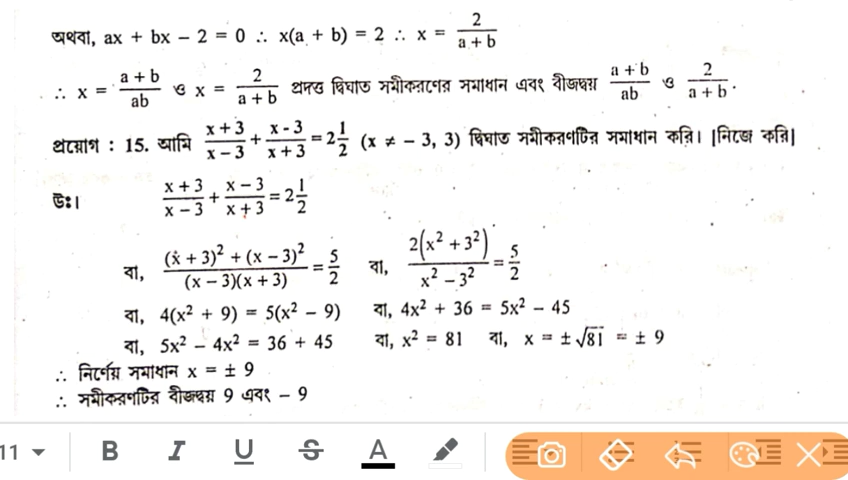 অথবা, ax + bx − 2 = 0 ∴ x(a + b) = 2 ∴ x = 2/(a + b)
∴ x = (a + b)/ab ও x = 2/(a + b) প্রদত্ত দ্বিঘাত সমীকরণের সমাধান এবং বীজদ্বয় (a + b)/ab ও 2/(a + b).
প্রয়োগ : 15. আমি (x + 3)/(x − 3) + (x - 3)/(x + 3) = 2 1/2 (x ≠ − 3, 3) দ্বিঘাত সমীকরণটির সমাধান করি। [নিজে করি]
উঃ। (x + 3)/(x − 3) + (x − 3)/(x + 3) = 2 1/2
বা, ((x + 3)² + (x − 3)²)/((x − 3)(x + 3)) = 5/2 বা, 2(x² + 3²)/(x² − 3²) = 5/2
বা, 4(x² + 9) = 5(x² − 9) বা, 4x² + 36 = 5x² − 45
বা, 5x² − 4x² = 36 + 45 বা, x² = 81 বা, x = ± √81 = ± 9
∴ নির্ণেয় সমাধান x = ± 9
∴ সমীকরণটির বীজদ্বয় 9 এবং − 9
11 B I U S A